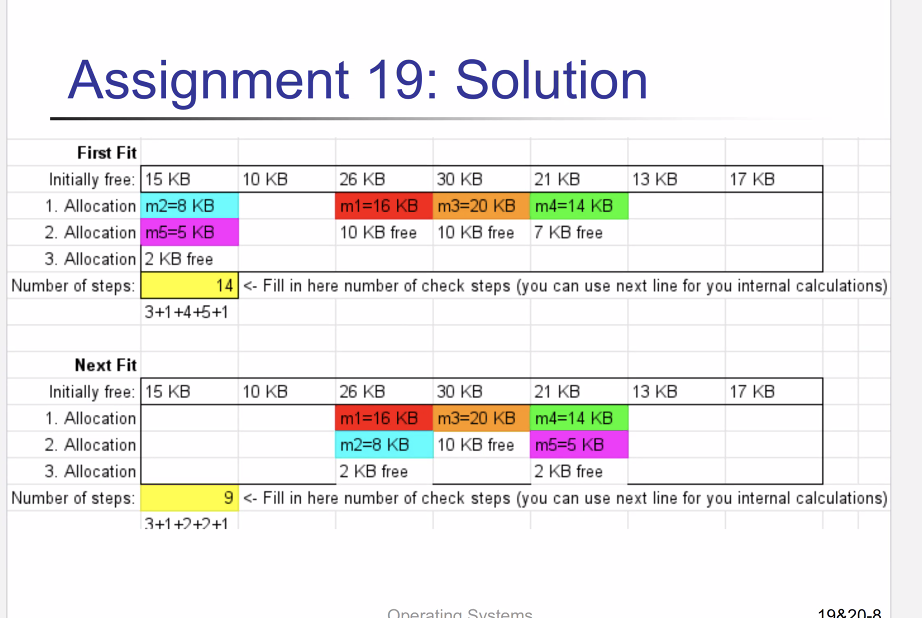 Assignment 19: Solution
First Fit
Initially free: 15 KB 10 KB 26 KB 30 KB 21 KB 13 KB 17 KB
1. Allocation m2=8 KB m1=16 KB m3=20 KB m4=14 KB
2. Allocation m5=5 KB 10 KB free 10 KB free 7 KB free
3. Allocation 2 KB free
Number of steps: 14 <- Fill in here number of check steps (you can use next line for you internal calculations)
3+1+4+5+1
Next Fit
Initially free: 15 KB 10 KB 26 KB 30 KB 21 KB 13 KB 17 KB
1. Allocation m1=16 KB m3=20 KB m4=14 KB
2. Allocation m2=8 KB 10 KB free m5=5 KB
3. Allocation 2 KB free 2 KB free
Number of steps: 9 <- Fill in here number of check steps (you can use next line for you internal calculations)
3+1+2+2+1
Operating Systems 19&20-8